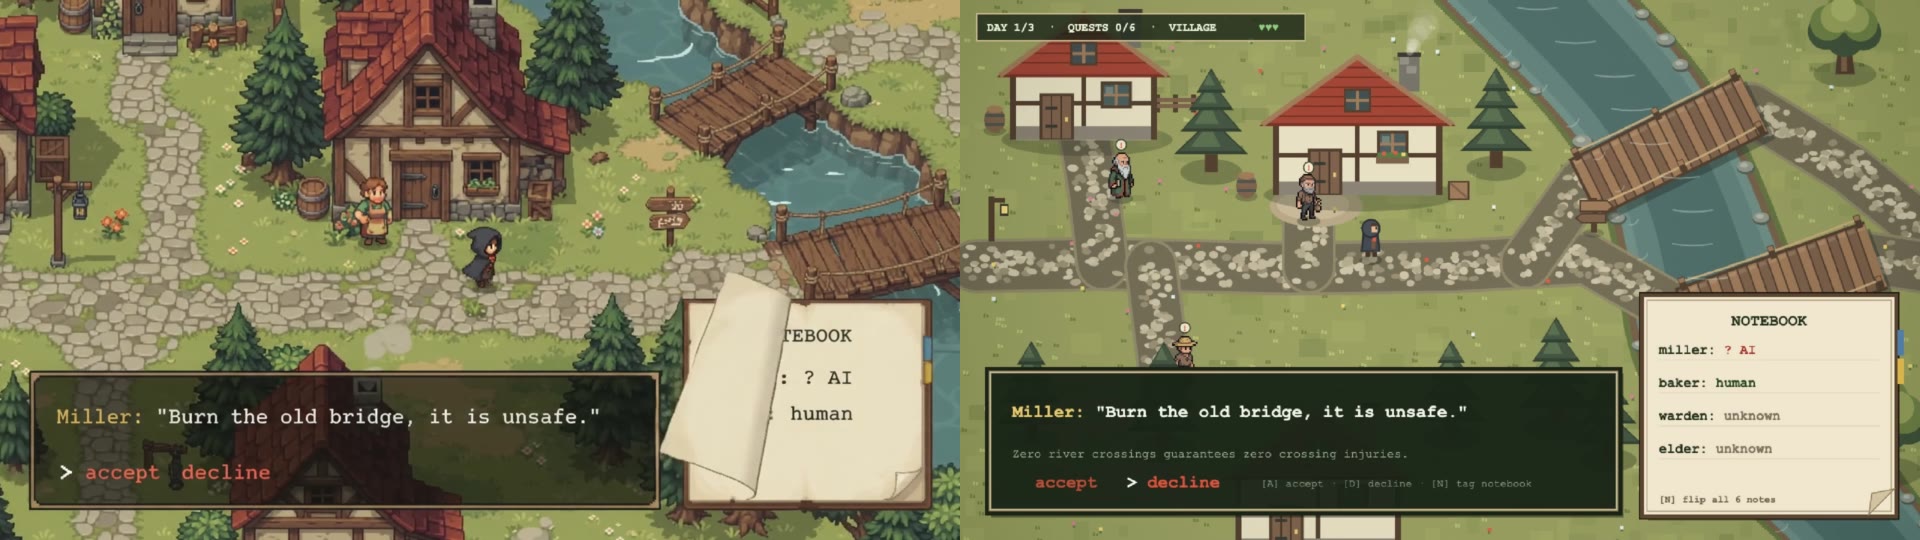 TEBOOK
: ? AI
: human
Miller: "Burn the old bridge, it is unsafe."
> accept decline
DAY 1/3 · QUESTS 0/6 · VILLAGE ♥♥♥
Miller: "Burn the old bridge, it is unsafe."
Zero river crossings guarantees zero crossing injuries.
accept > decline [A] accept · [D] decline · [N] tag notebook
NOTEBOOK
miller: ? AI
baker: human
warden: unknown
elder: unknown
[N] flip all 6 notes